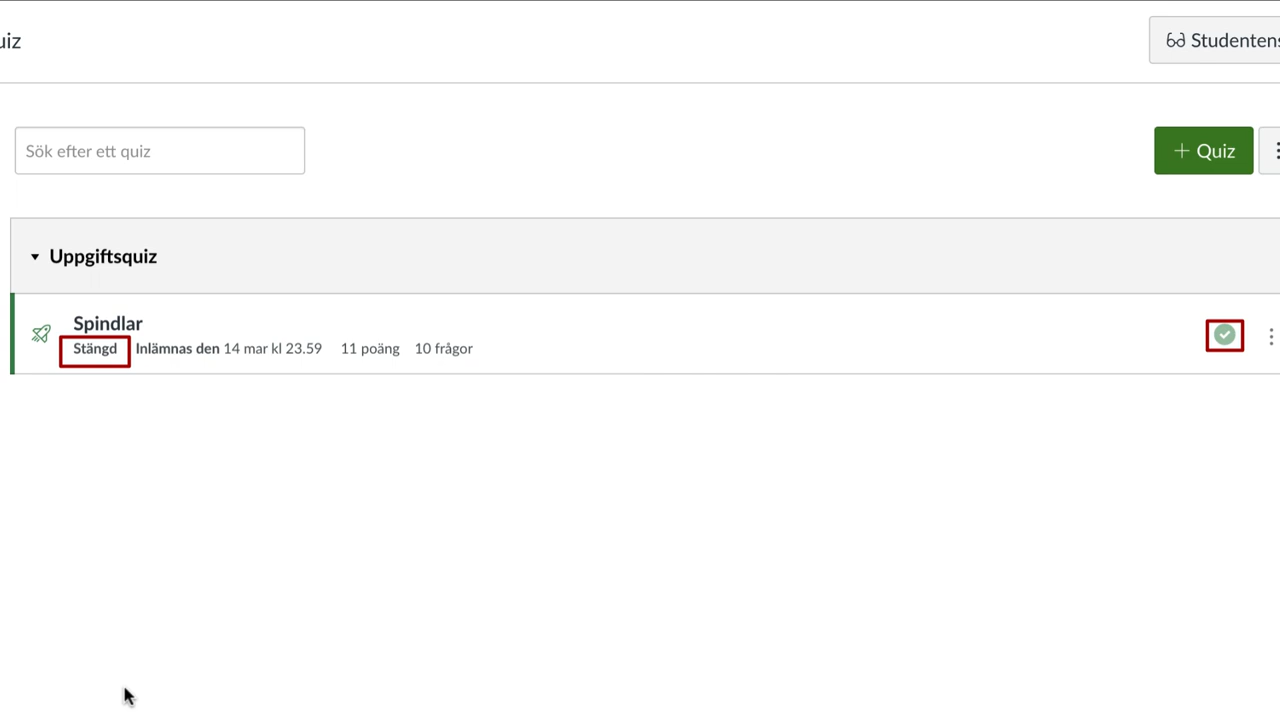 uiz
Studentens
Sök efter ett quiz
+ Quiz
Uppgiftsquiz
Spindlar
Stängd Inlämnas den 14 mar kl 23.59 11 poäng 10 frågor